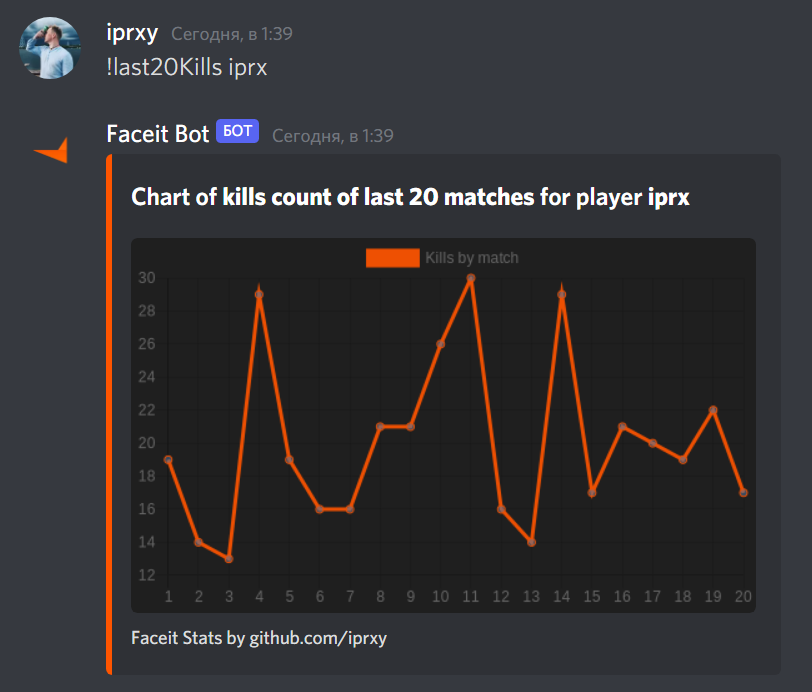 iprxy Сегодня, в 1:39
!last20Kills iprx
Faceit Bot БОТ Сегодня, в 1:39
Chart of kills count of last 20 matches for player iprx
Kills by match
30
28
26
24
22
20
18
16
14
12
1 2 3 4 5 6 7 8 9 10 11 12 13 14 15 16 17 18 19 20
Faceit Stats by github.com/iprxy